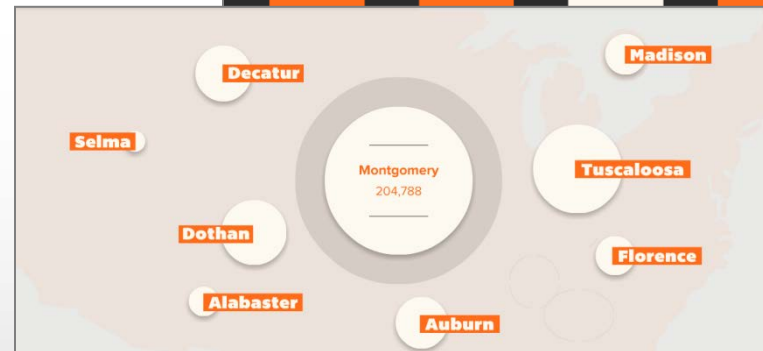 Madison
Decatur
Selma
Montgomery
204,788
Tuscaloosa
Dothan
Florence
Alabaster
Auburn